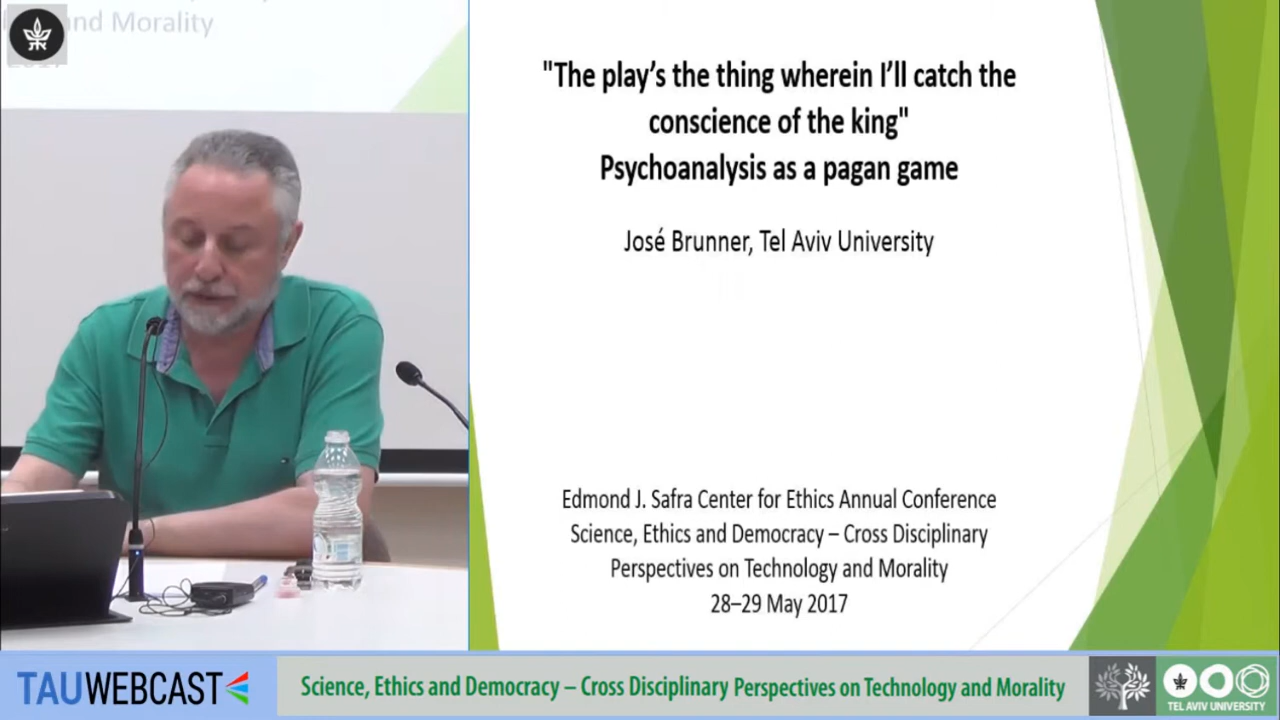 and Morality
"The play’s the thing wherein I’ll catch the
conscience of the king"
Psychoanalysis as a pagan game
José Brunner, Tel Aviv University
Edmond J. Safra Center for Ethics Annual Conference
Science, Ethics and Democracy – Cross Disciplinary
Perspectives on Technology and Morality
28–29 May 2017
TAUWEBCAST
Science, Ethics and Democracy – Cross Disciplinary Perspectives on Technology and Morality
TEL AVIV UNIVERSITY